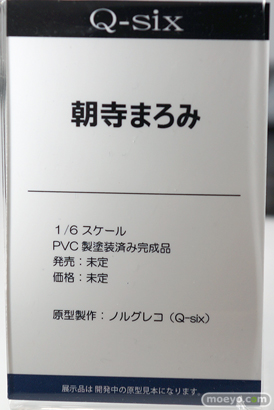 Q-six
朝寺まろみ
１/６ スケール
PVC 製塗装済み完成品
発売：未定
価格：未定
原型製作：ノルグレコ（Q-six）
展示品は 開発中の原型見本になります。
moeyo.com